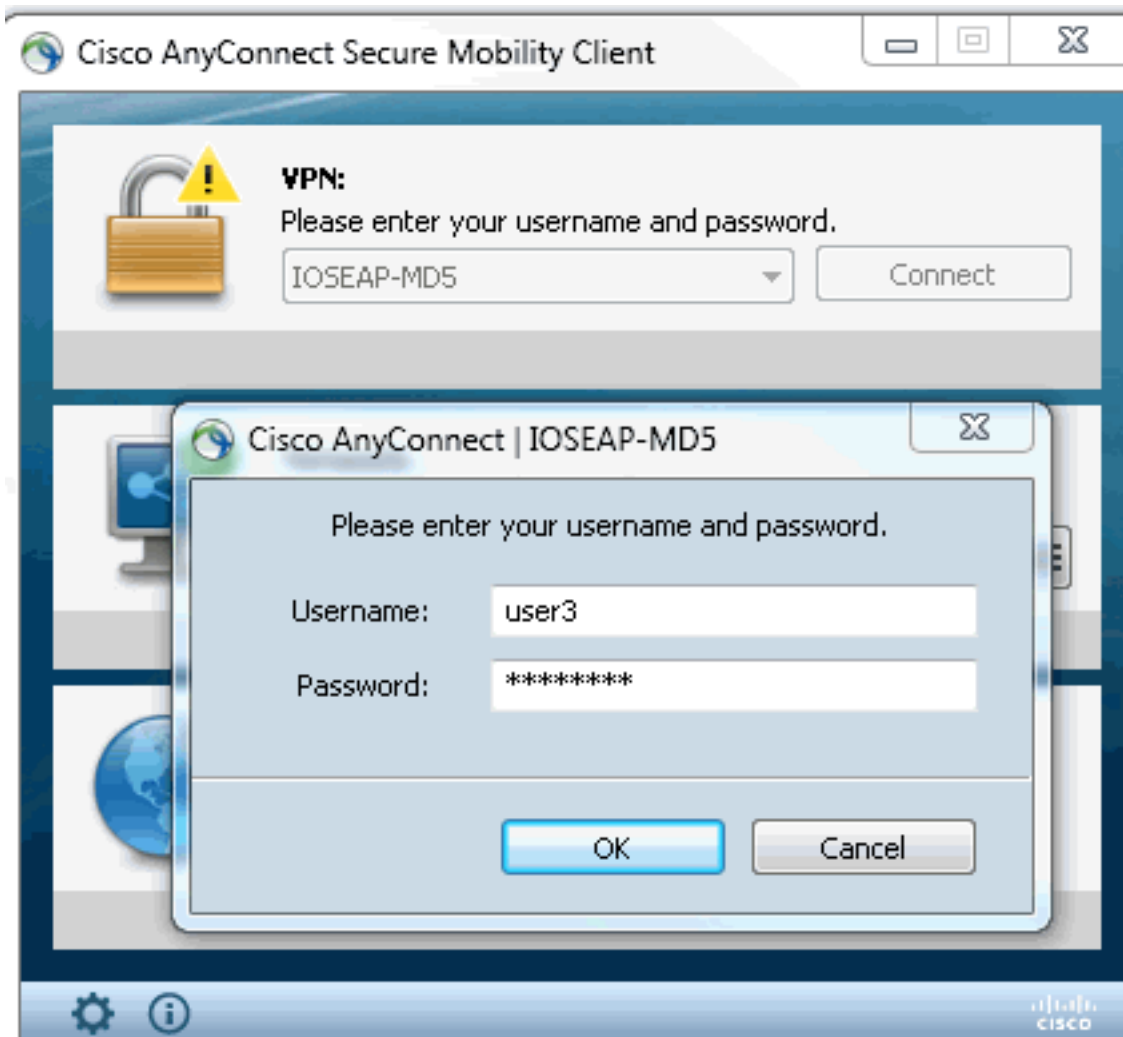 Cisco AnyConnect Secure Mobility Client
VPN:
Please enter your username and password.
IOSEAP-MD5
Connect
Cisco AnyConnect | IOSEAP-MD5
Please enter your username and password.
Username:
user3
Password:
********
OK
Cancel
CISCO